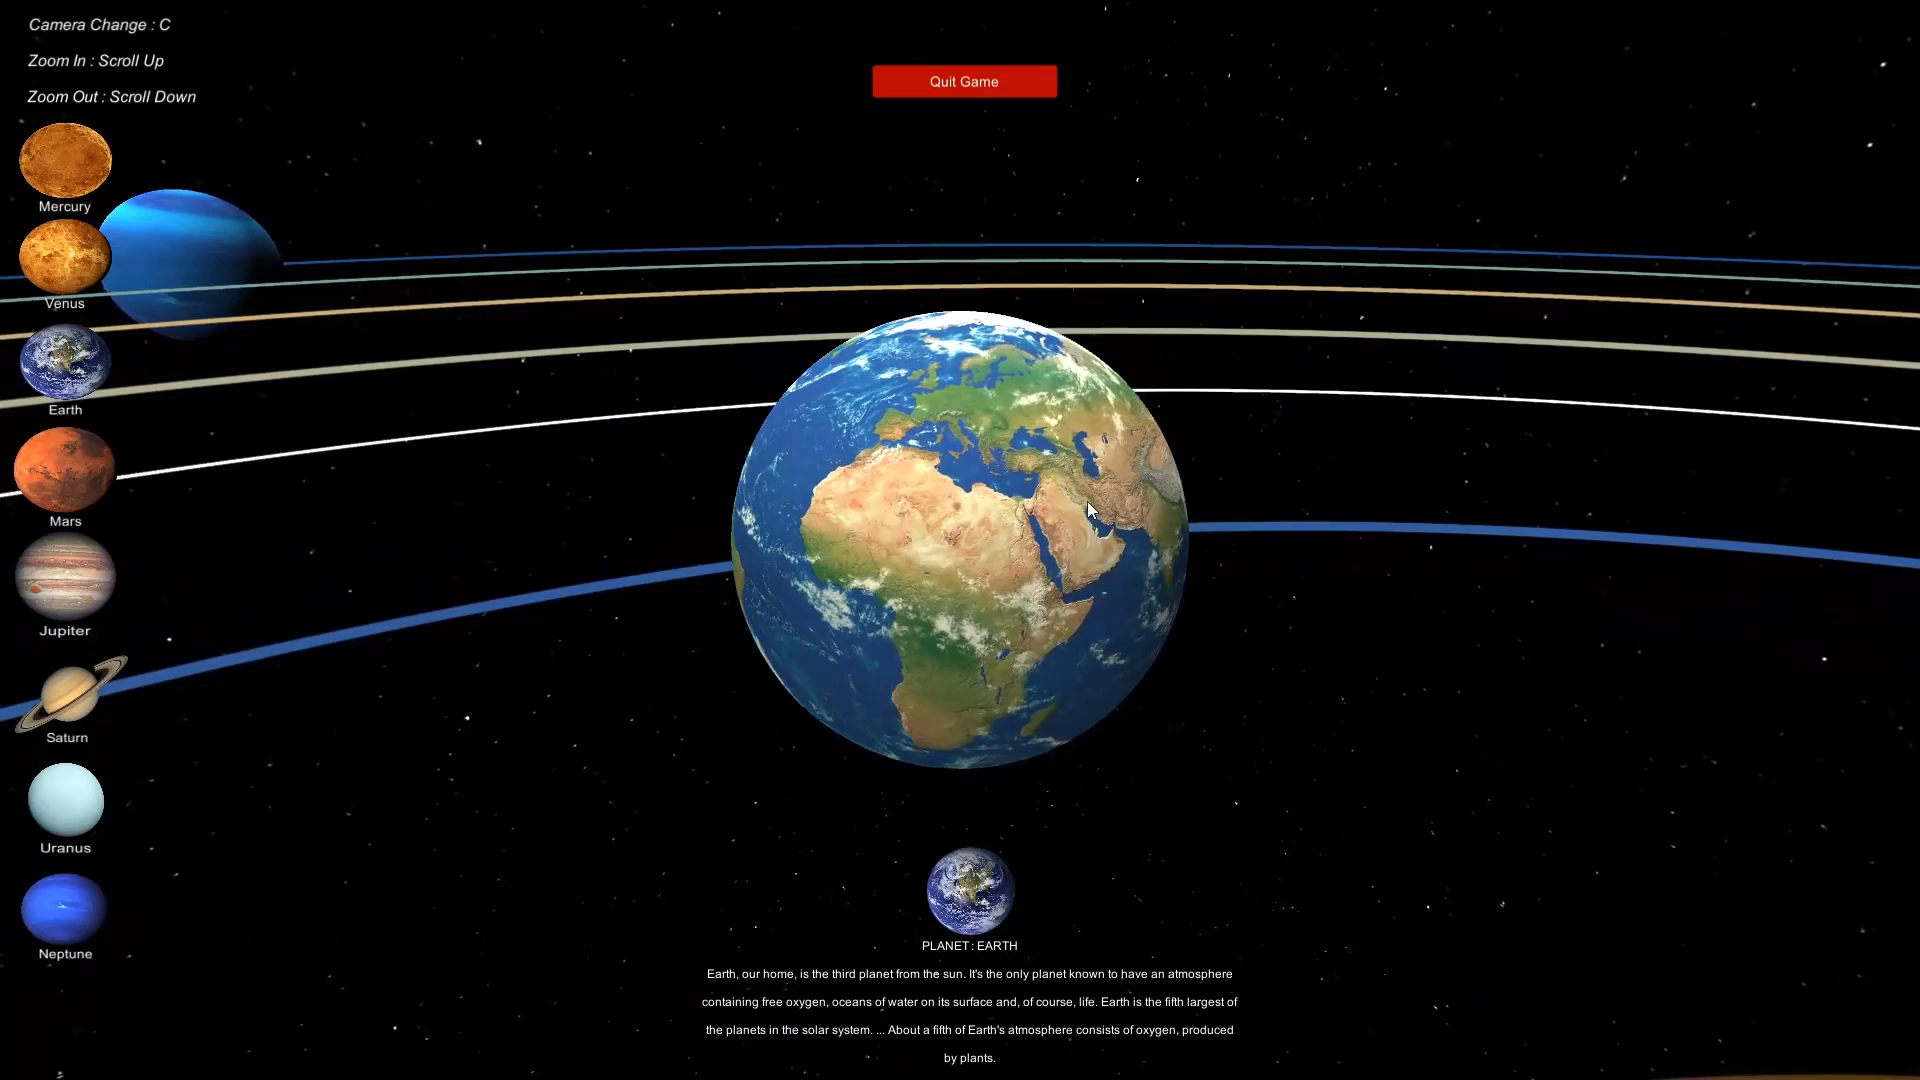 Camera Change : C
Zoom In : Scroll Up
Quit Game
Zoom Out : Scroll Down
Mercury
Venus
Earth
Mars
Jupiter
Saturn
Uranus
Neptune
PLANET : EARTH
Earth, our home, is the third planet from the sun. It's the only planet known to have an atmosphere
containing free oxygen, oceans of water on its surface and, of course, life. Earth is the fifth largest of
the planets in the solar system. ... About a fifth of Earth's atmosphere consists of oxygen, produced
by plants.